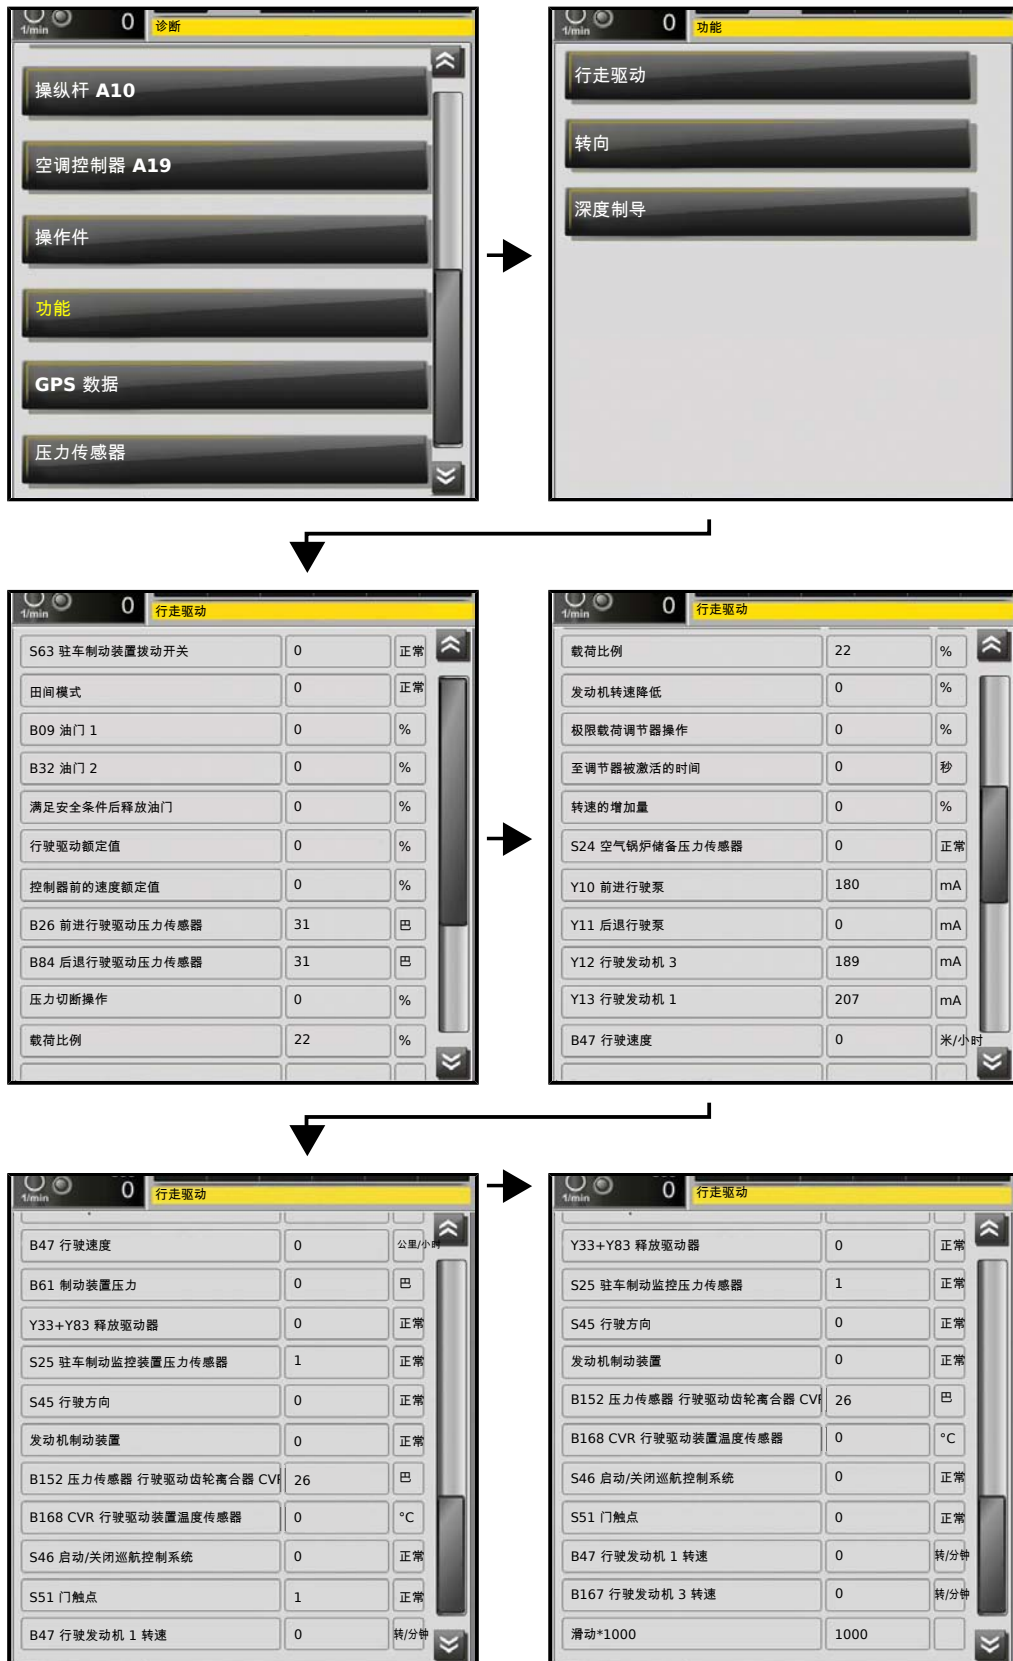 1/min 0 诊断
操纵杆 A10
空调控制器 A19
操作件
功能
GPS 数据
压力传感器
1/min 0 功能
行走驱动
转向
深度制导
1/min 0 行走驱动
S63 驻车制动装置拨动开关 0 正常
田间模式 0 正常
B09 油门 1 0 %
B32 油门 2 0 %
满足安全条件后释放油门 0 %
行驶驱动额定值 0 %
控制器前的速度额定值 0 %
B26 前进行驶驱动压力传感器 31 巴
B84 后退行驶驱动压力传感器 31 巴
压力切断操作 0 %
载荷比例 22 %
1/min 0 行走驱动
载荷比例 22 %
发动机转速降低 0 %
极限载荷调节器操作 0 %
至调节器被激活的时间 0 秒
转速的增加量 0 %
S24 空气锅炉储备压力传感器 0 正常
Y10 前进行驶泵 180 mA
Y11 后退行驶泵 0 mA
Y12 行驶发动机 3 189 mA
Y13 行驶发动机 1 207 mA
B47 行驶速度 0 米/小时
1/min 0 行走驱动
B47 行驶速度 0 公里/小时
B61 制动装置压力 0 巴
Y33+Y83 释放驱动器 0 正常
S25 驻车制动监控装置压力传感器 1 正常
S45 行驶方向 0 正常
发动机制动装置 0 正常
B152 压力传感器 行驶驱动齿轮离合器 CVR 26 巴
B168 CVR 行驶驱动装置温度传感器 0 °C
S46 启动/关闭巡航控制系统 0 正常
S51 门触点 1 正常
B47 行驶发动机 1 转速 0 转/分钟
1/min 0 行走驱动
Y33+Y83 释放驱动器 0 正常
S25 驻车制动监控压力传感器 1 正常
S45 行驶方向 0 正常
发动机制动装置 0 正常
B152 压力传感器 行驶驱动齿轮离合器 CVR 26 巴
B168 CVR 行驶驱动装置温度传感器 0 °C
S46 启动/关闭巡航控制系统 0 正常
S51 门触点 0 正常
B47 行驶发动机 1 转速 0 转/分钟
B167 行驶发动机 3 转速 0 转/分钟
滑动*1000 1000